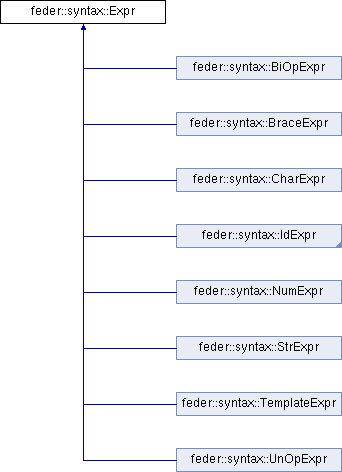 feder::syntax::Expr
feder::syntax::BiOpExpr
feder::syntax::BraceExpr
feder::syntax::CharExpr
feder::syntax::IdExpr
feder::syntax::NumExpr
feder::syntax::StrExpr
feder::syntax::TemplateExpr
feder::syntax::UnOpExpr